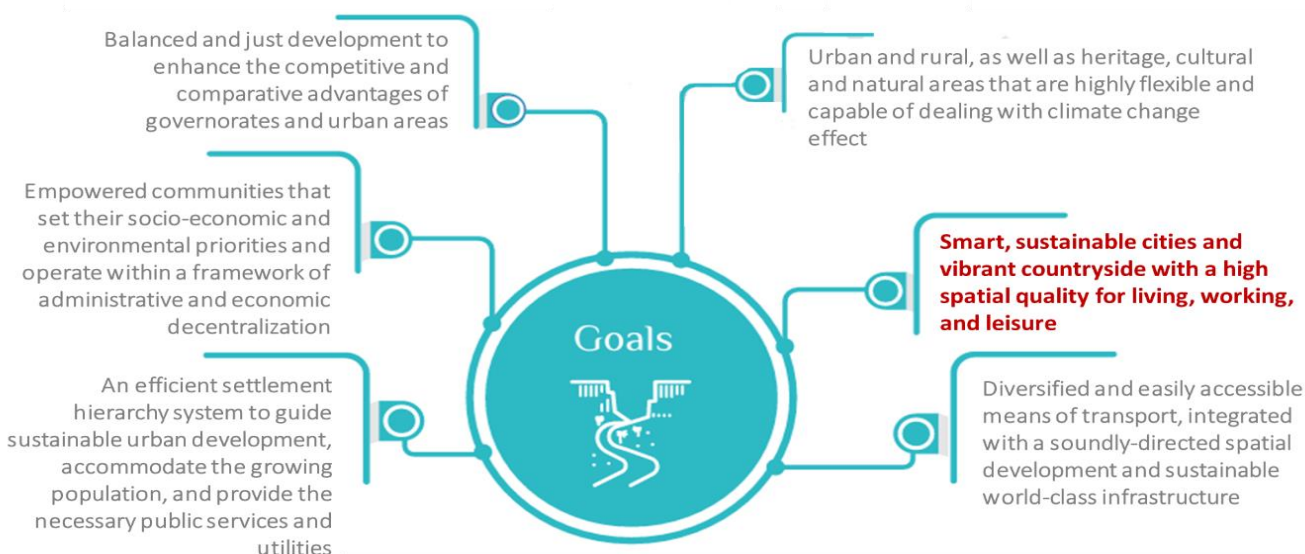 Balanced and just development to
enhance the competitive and
comparative advantages of
governorates and urban areas
Urban and rural, as well as heritage, cultural
and natural areas that are highly flexible and
capable of dealing with climate change
effect
Empowered communities that
set their socio-economic and
environmental priorities and
operate within a framework of
administrative and economic
decentralization
Smart, sustainable cities and
vibrant countryside with a high
spatial quality for living, working,
and leisure
Goals
An efficient settlement
hierarchy system to guide
sustainable urban development,
accommodate the growing
population, and provide the
necessary public services and
utilities
Diversified and easily accessible
means of transport, integrated
with a soundly-directed spatial
development and sustainable
world-class infrastructure